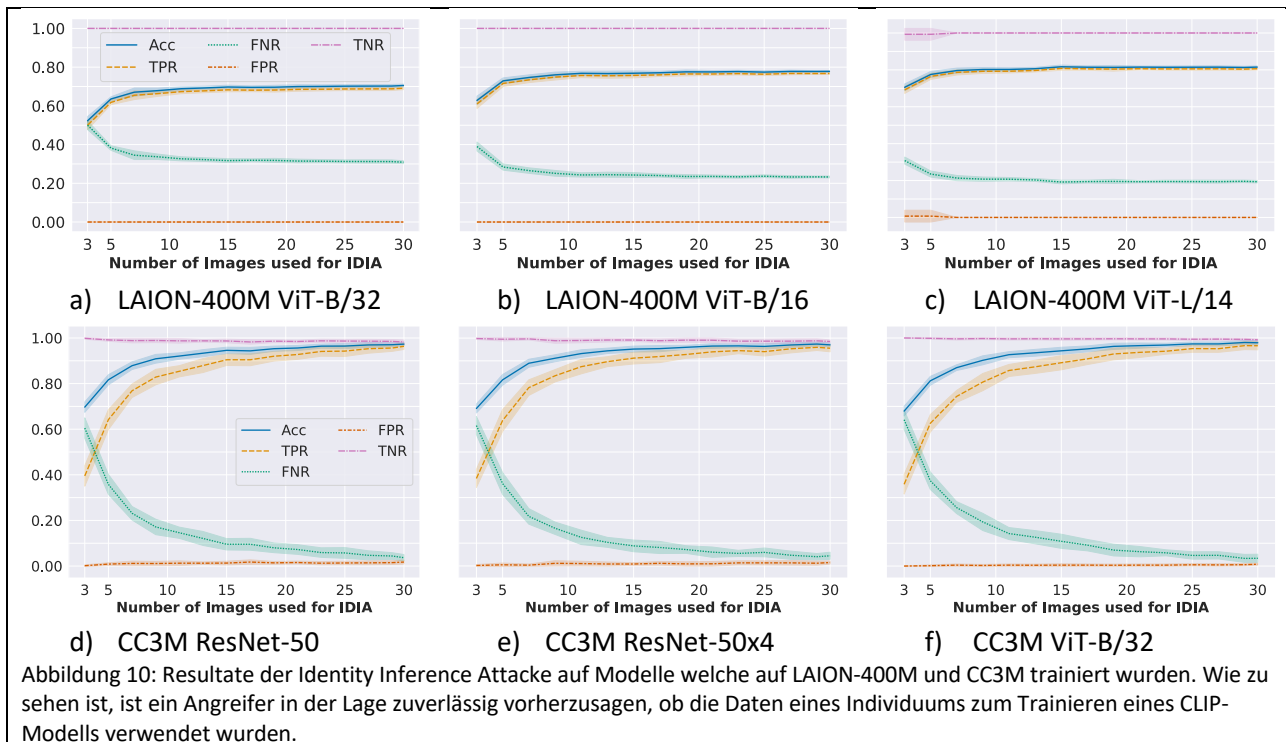 1.00
0.80
0.60
0.40
0.20
0.00
Acc FNR TNR
TPR FPR
3 5 10 15 20 25 30
Number of Images used for IDIA
3 5 10 15 20 25 30
Number of Images used for IDIA
3 5 10 15 20 25 30
Number of Images used for IDIA
a) LAION-400M ViT-B/32
b) LAION-400M ViT-B/16
c) LAION-400M ViT-L/14
1.00
0.80
0.60
0.40
0.20
0.00
Acc FPR
TPR TNR
FNR
3 5 10 15 20 25 30
Number of Images used for IDIA
3 5 10 15 20 25 30
Number of Images used for IDIA
3 5 10 15 20 25 30
Number of Images used for IDIA
d) CC3M ResNet-50
e) CC3M ResNet-50x4
f) CC3M ViT-B/32
Abbildung 10: Resultate der Identity Inference Attacke auf Modelle welche auf LAION-400M und CC3M trainiert wurden. Wie zu
sehen ist, ist ein Angreifer in der Lage zuverlässig vorherzusagen, ob die Daten eines Individuums zum Trainieren eines CLIP-
Modells verwendet wurden.